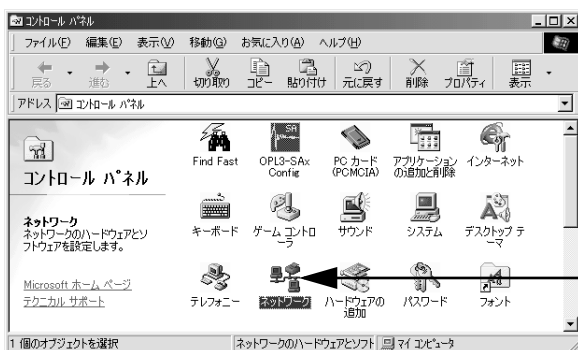 コントロール パネル
ファイル(F) 編集(E) 表示(V) 移動(G) お気に入り(A) ヘルプ(H)
戻る 進む 上へ 切り取り コピー 貼り付け 元に戻す 削除 プロパティ 表示
アドレス コントロール パネル
コントロール パネル
ネットワーク
ネットワークのハードウェアとソ
フトウェアを設定します。
Microsoft ホーム ページ
テクニカル サポート
Find Fast
OPL3-SAx
Config
PC カード
(PCMCIA)
アプリケーション
の追加と削除
インターネット
キーボード
ゲーム コントロ
ーラ
サウンド
システム
デスクトップ テ
ーマ
テレフォニー
ネットワーク
ハードウェアの
追加
パスワード
フォント
1 個のオブジェクトを選択 ネットワークのハードウェアとソフト マイ コンピュータ